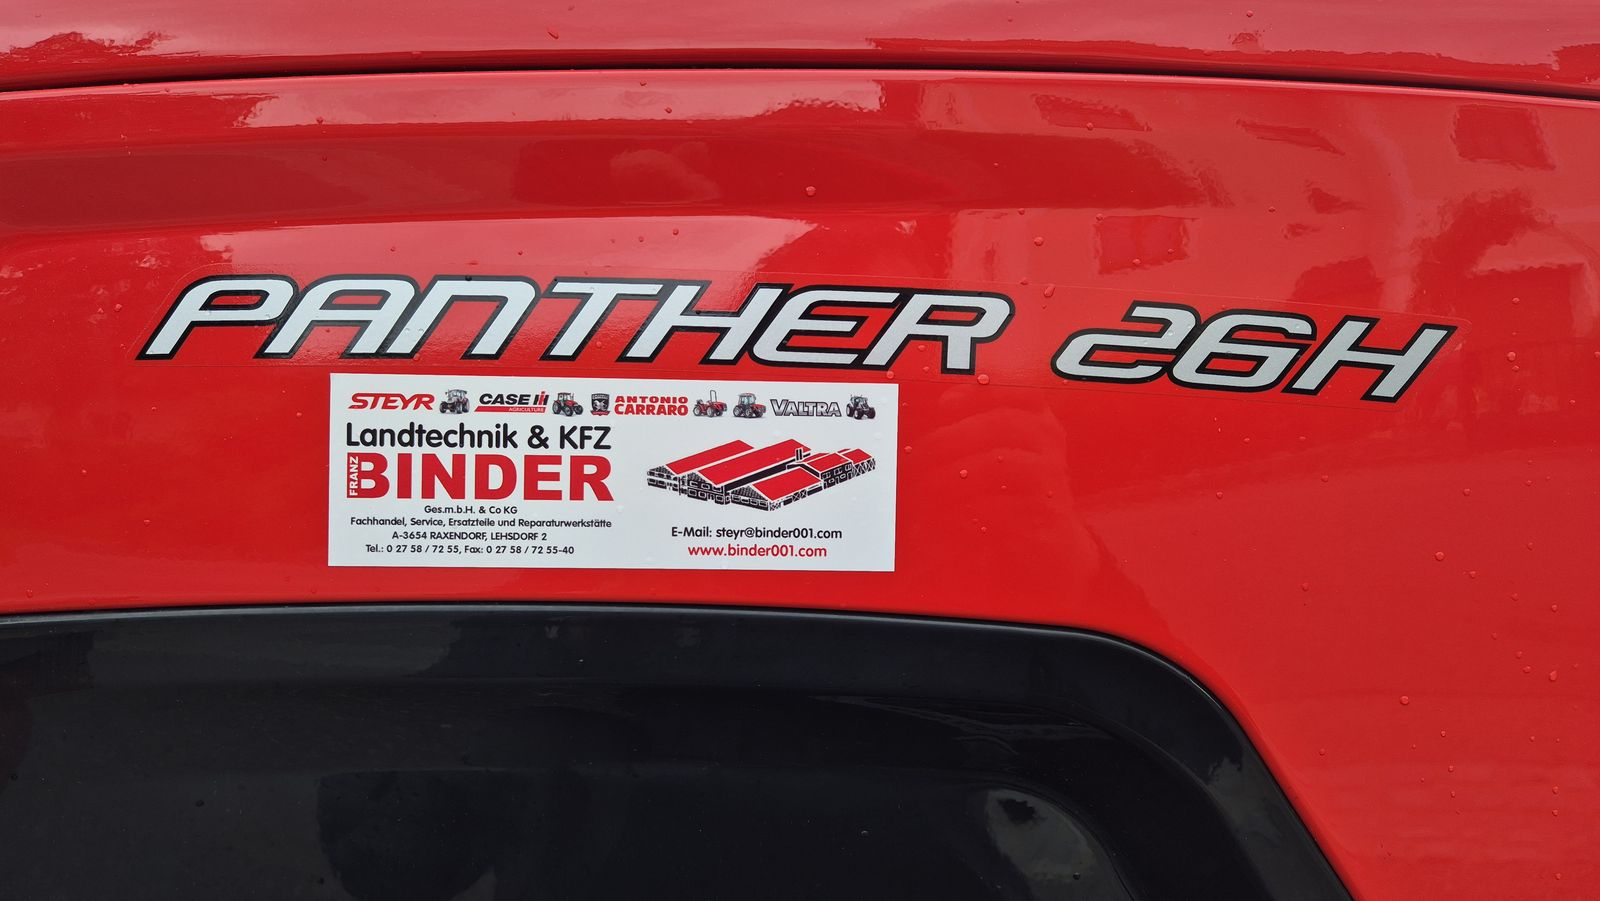 PANTHER 26H
STEYR CASE IH AGRICULTURE ANTONIO CARRARO VALTRA
Landtechnik & KFZ
FRANZ BINDER
Ges.m.b.H. & Co KG
Fachhandel, Service, Ersatzteile und Reparaturwerkstätte
A-3654 RAXENDORF, LEHSDORF 2
Tel.: 0 27 58 / 72 55, Fax: 0 27 58 / 72 55-40
E-Mail: steyr@binder001.com
www.binder001.com